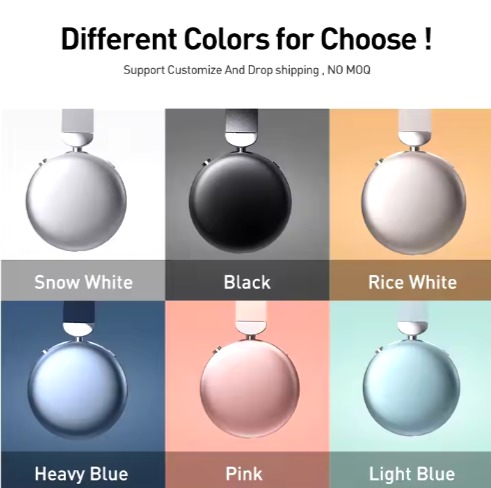 Different Colors for Choose !
Support Customize And Drop shipping , NO MOQ
Snow White
Black
Rice White
Heavy Blue
Pink
Light Blue